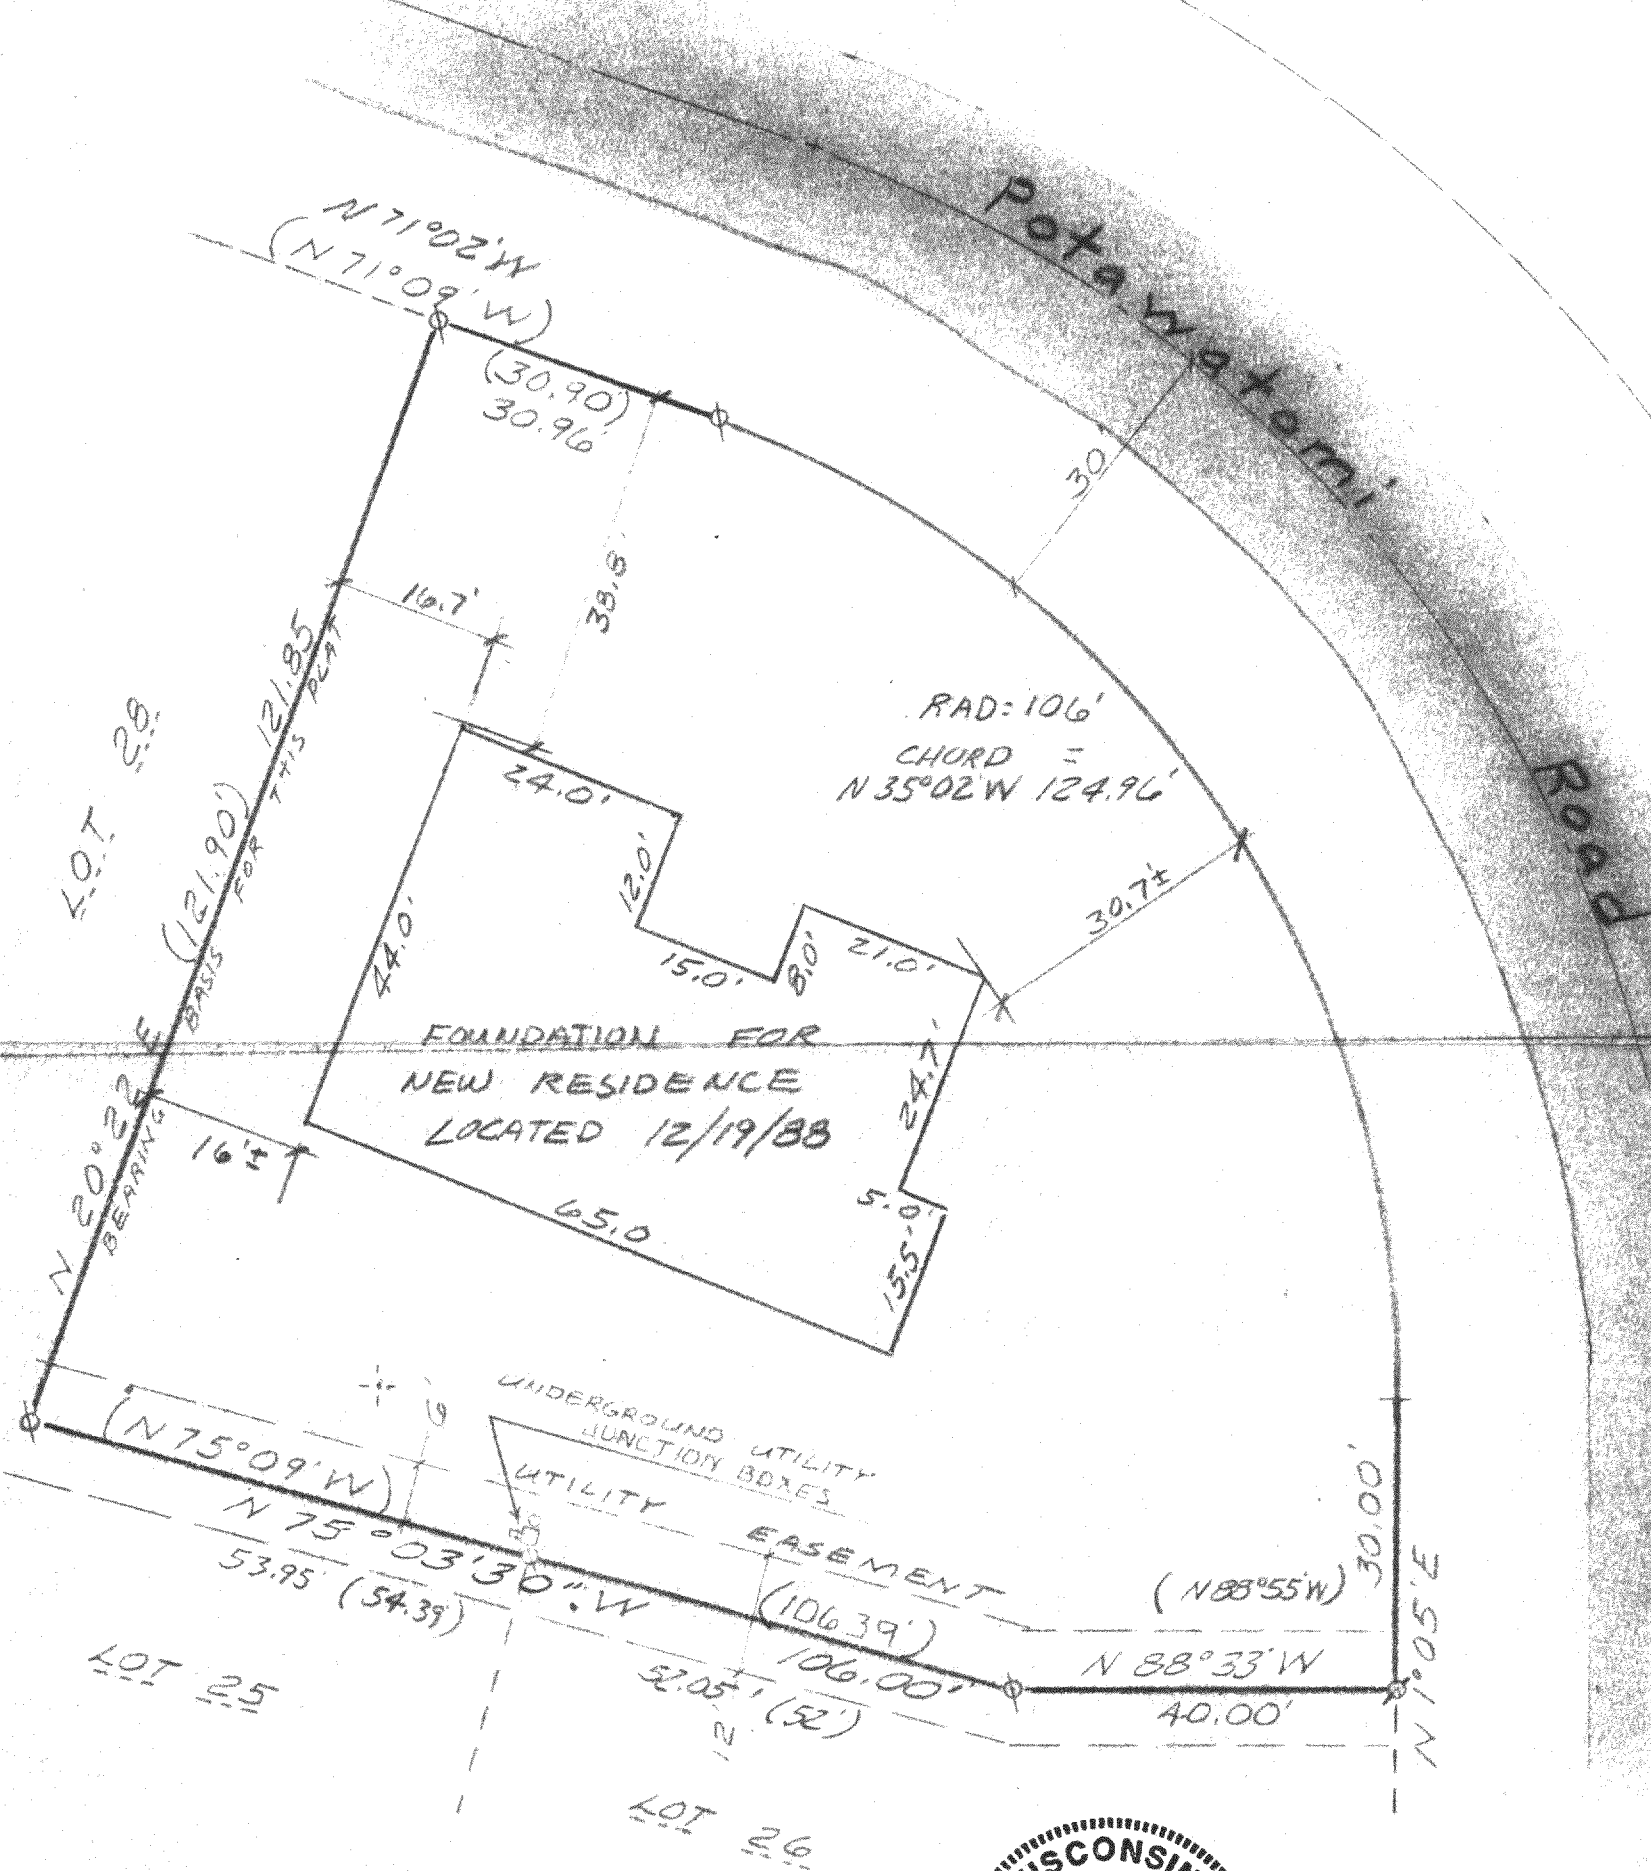 Potawatomi Road
N 71°02' W
(N 71°09' W)
(30.90')
30.96'
30'
16.7'
38.8'
RAD= 106'
CHORD =
N 35°02' W 124.96'
LOT 28
N 20°22' E (121.90') 121.85
BEARING BASIS FOR THIS PLAT
24.0'
12.0'
15.0'
8.0'
21.0'
30.7'±
44.0'
24.7'
FOUNDATION FOR
NEW RESIDENCE
LOCATED 12/19/88
16'±
5.0'
65.0
15.5'
6'
UNDERGROUND UTILITY
JUNCTION BOXES
UTILITY EASEMENT
(N 75°09' W)
N 75°03'30" W
53.95' (54.39')
(106.39')
106.00'
52.05' (52')
12'
30.00'
N 1°05' E
(N 88°55' W)
N 88°33' W
40.00'
LOT 25
LOT 26